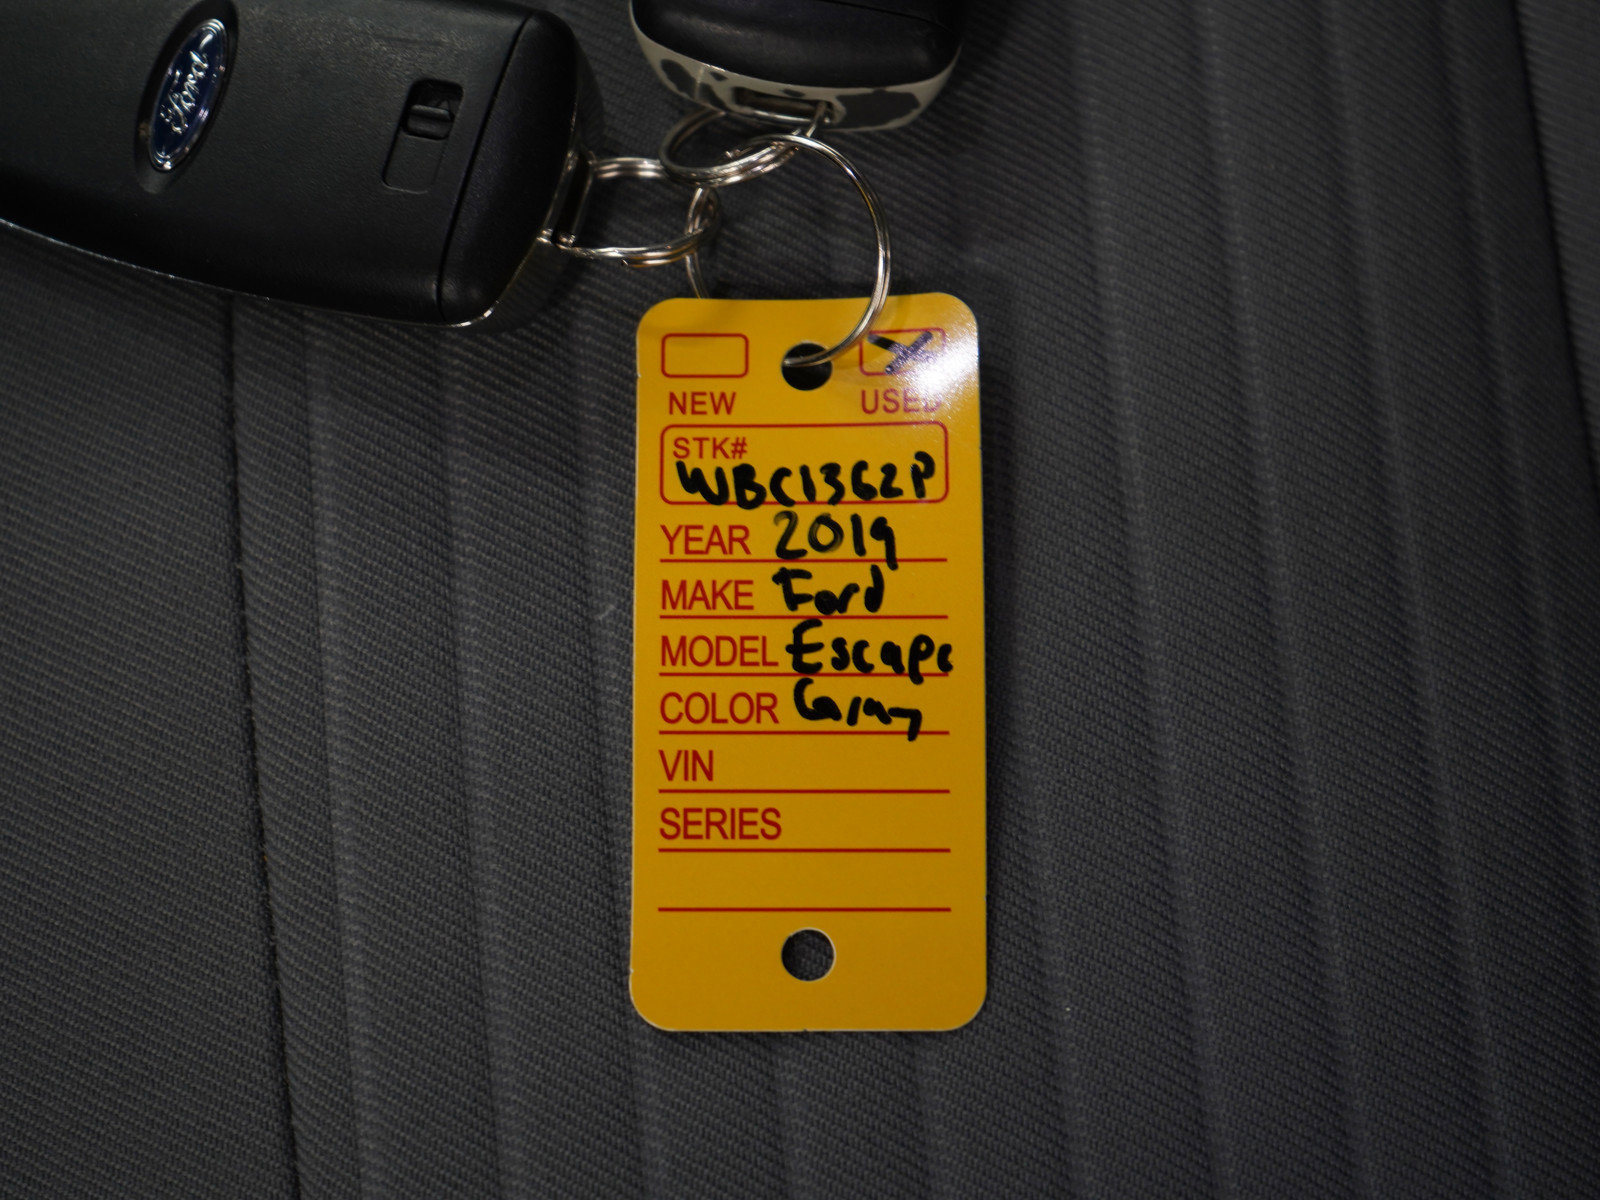 Ford
NEW USED
STK#
WBC1362P
YEAR 2019
MAKE Ford
MODEL Escape
COLOR Gray
VIN
SERIES